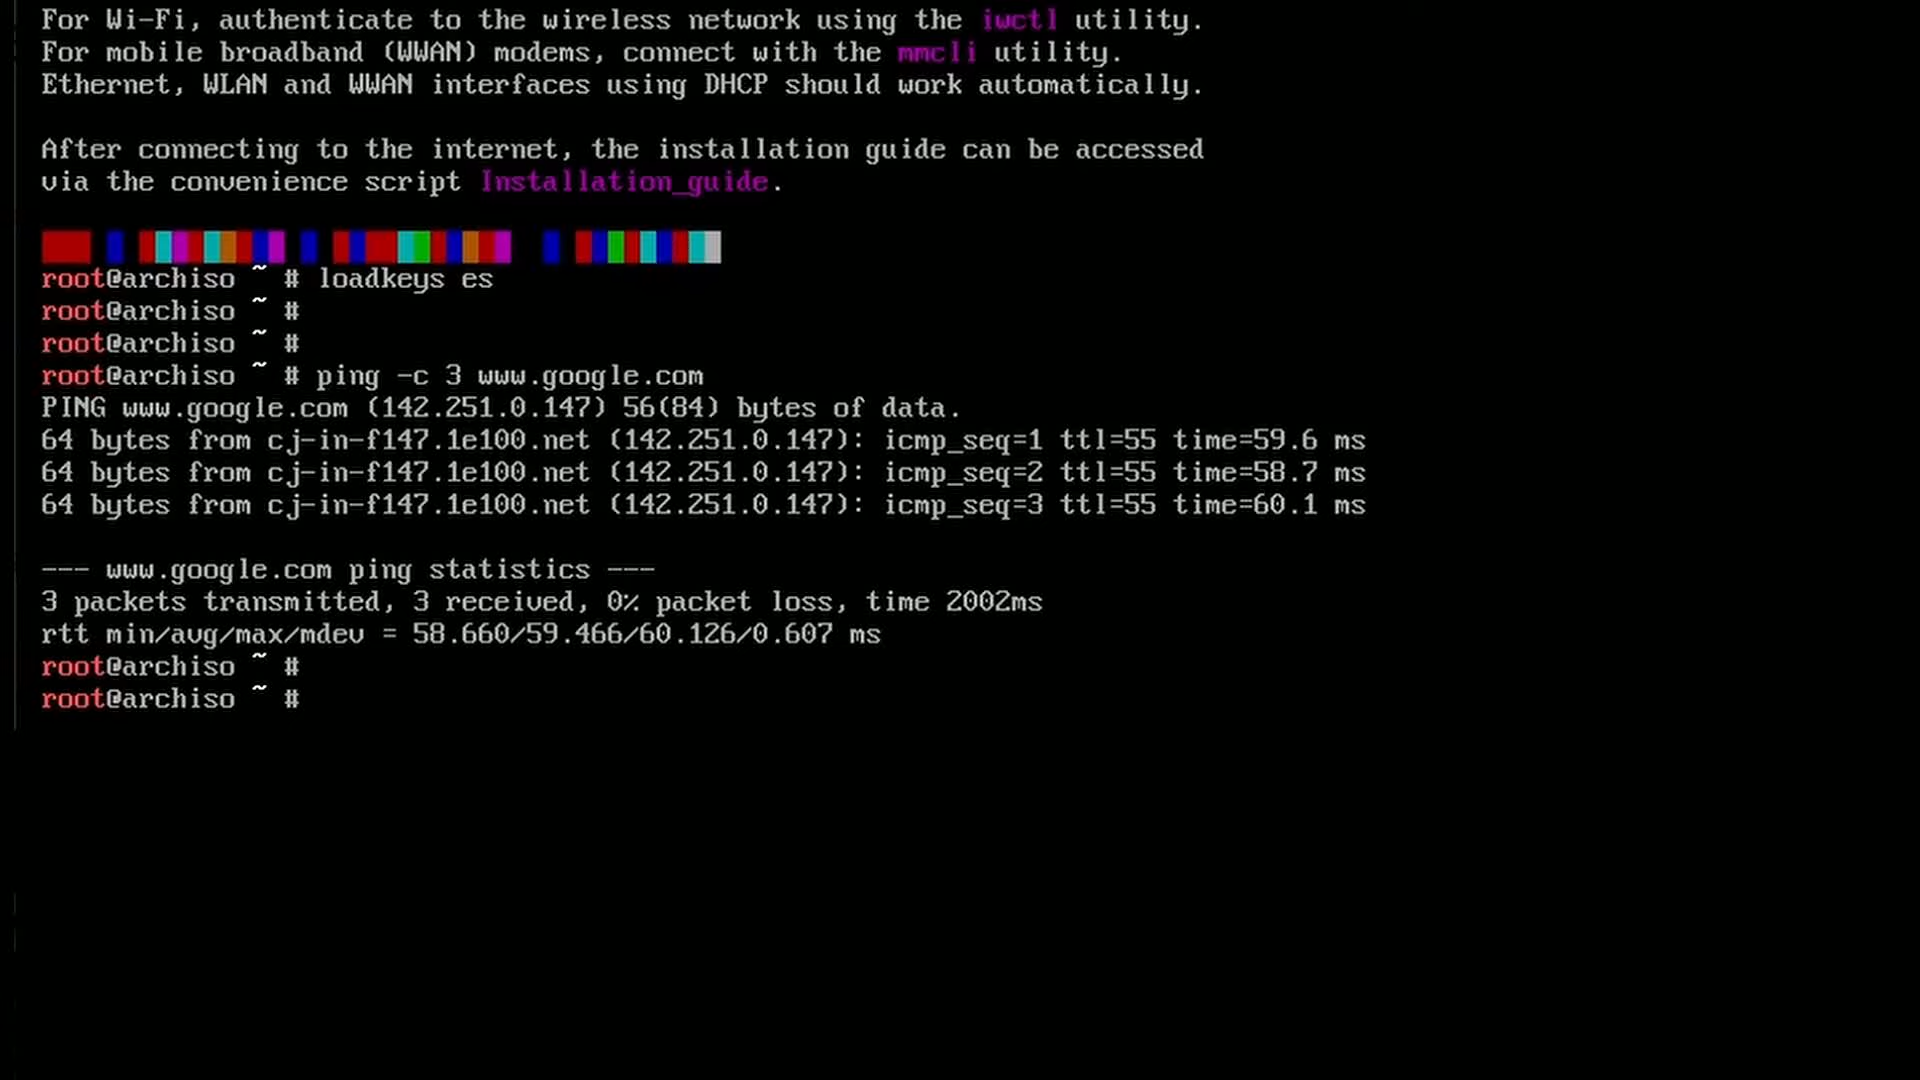 For Wi-Fi, authenticate to the wireless network using the iwctl utility.
For mobile broadband (WWAN) modems, connect with the mmcli utility.
Ethernet, WLAN and WWAN interfaces using DHCP should work automatically.
After connecting to the internet, the installation guide can be accessed
via the convenience script Installation_guide.
root@archiso ~ # loadkeys es
root@archiso ~ #
root@archiso ~ #
root@archiso ~ # ping -c 3 www.google.com
PING www.google.com (142.251.0.147) 56(84) bytes of data.
64 bytes from cj-in-f147.1e100.net (142.251.0.147): icmp_seq=1 ttl=55 time=59.6 ms
64 bytes from cj-in-f147.1e100.net (142.251.0.147): icmp_seq=2 ttl=55 time=58.7 ms
64 bytes from cj-in-f147.1e100.net (142.251.0.147): icmp_seq=3 ttl=55 time=60.1 ms
--- www.google.com ping statistics ---
3 packets transmitted, 3 received, 0% packet loss, time 2002ms
rtt min/avg/max/mdev = 58.660/59.466/60.126/0.607 ms
root@archiso ~ #
root@archiso ~ #